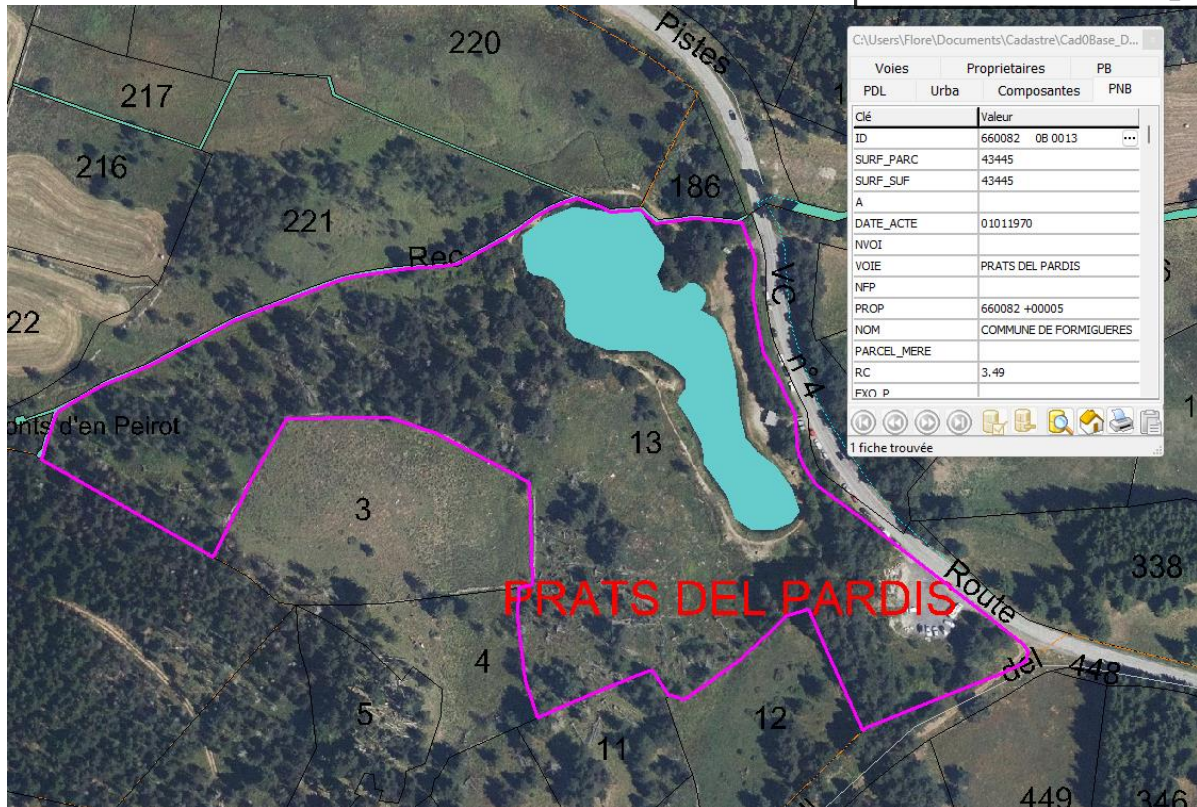 220
Pistes
217
216
186
221
Rec
VC n°4
22
onts d'en Peirot
13
3
PRATS DEL PARDIS
Route
338
4
448
5
12
11
449
346
C:\Users\Flore\Documents\Cadastre\Cad0Base_D...
Voies Proprietaires PB
PDL Urba Composantes PNB
Clé Valeur
ID 660082 0B 0013 ...
SURF_PARC 43445
SURF_SUF 43445
A
DATE_ACTE 01011970
NVOI
VOIE PRATS DEL PARDIS
NFP
PROP 660082 +00005
NOM COMMUNE DE FORMIGUERES
PARCEL_MERE
RC 3.49
EXO_P
1 fiche trouvée